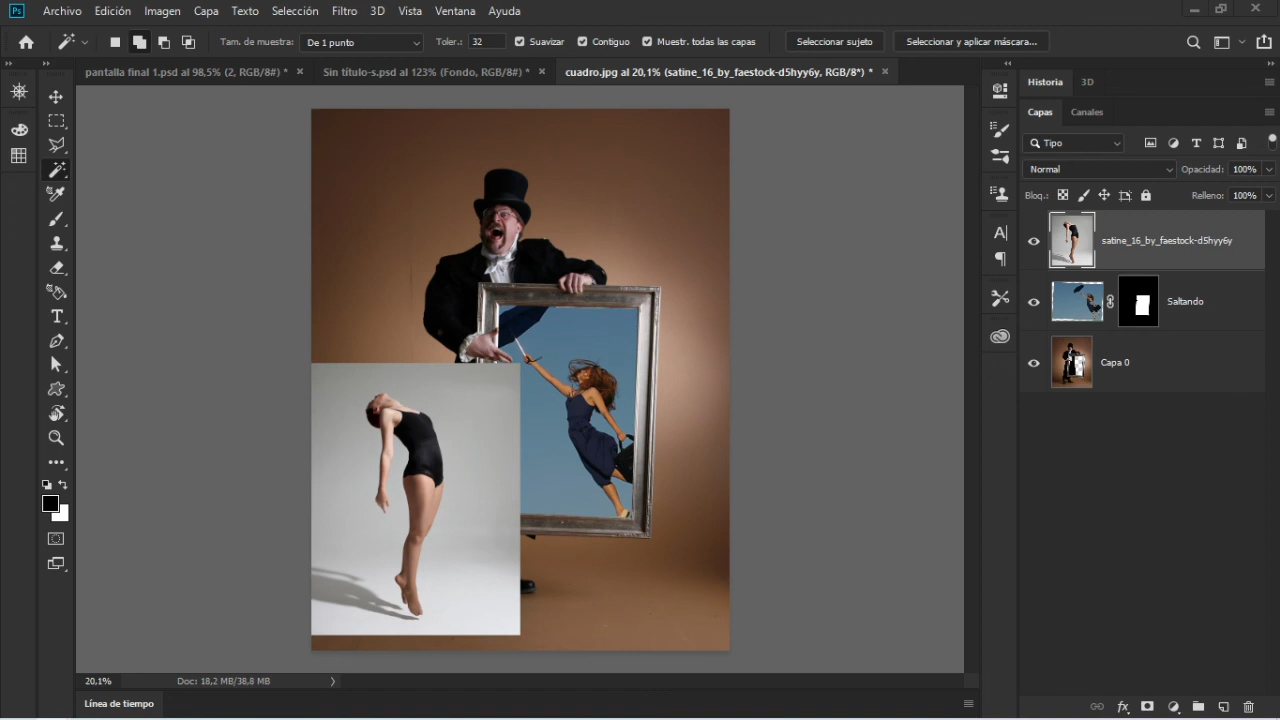 Ps Archivo Edición Imagen Capa Texto Selección Filtro 3D Vista Ventana Ayuda
Tam. de muestra: De 1 punto Toler.: 32 Suavizar Contiguo Muestr. todas las capas Seleccionar sujeto Seleccionar y aplicar máscara...
pantalla final 1.psd al 98,5% (2, RGB/8#) * Sin título-s.psd al 123% (Fondo, RGB/8#) * cuadro.jpg al 20,1% (satine_16_by_faestock-d5hyy6y, RGB/8*) *
Historia 3D
Capas Canales
Tipo
Normal Opacidad: 100%
Bloq.: Relleno: 100%
satine_16_by_faestock-d5hyy6y
Saltando
Capa 0
20,1% Doc: 18,2 MB/38,8 MB
Línea de tiempo
fx